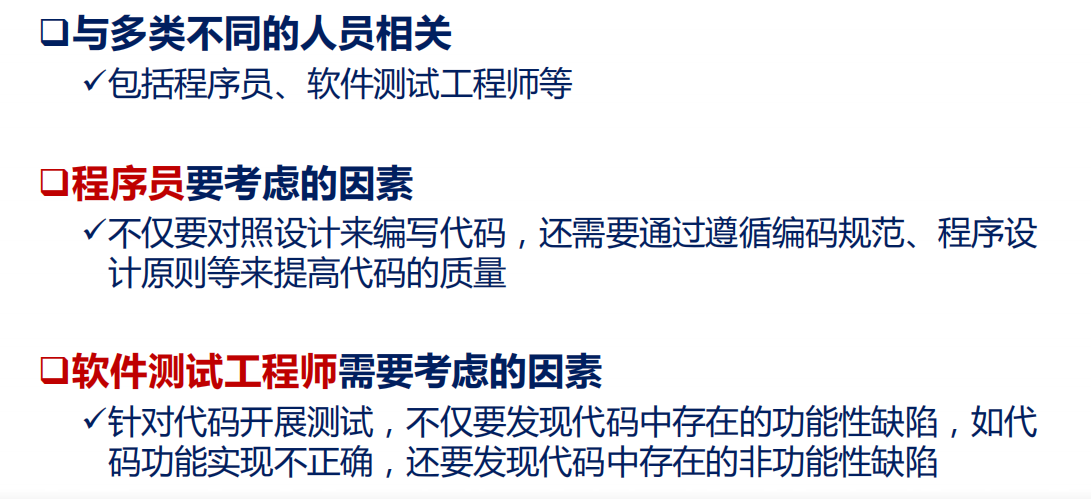 ❑与多类不同的人员相关
✓包括程序员、软件测试工程师等
❑程序员要考虑的因素
✓不仅要对照设计来编写代码，还需要通过遵循编码规范、程序设
计原则等来提高代码的质量
❑软件测试工程师需要考虑的因素
✓针对代码开展测试，不仅要发现代码中存在的功能性缺陷，如代
码功能实现不正确，还要发现代码中存在的非功能性缺陷